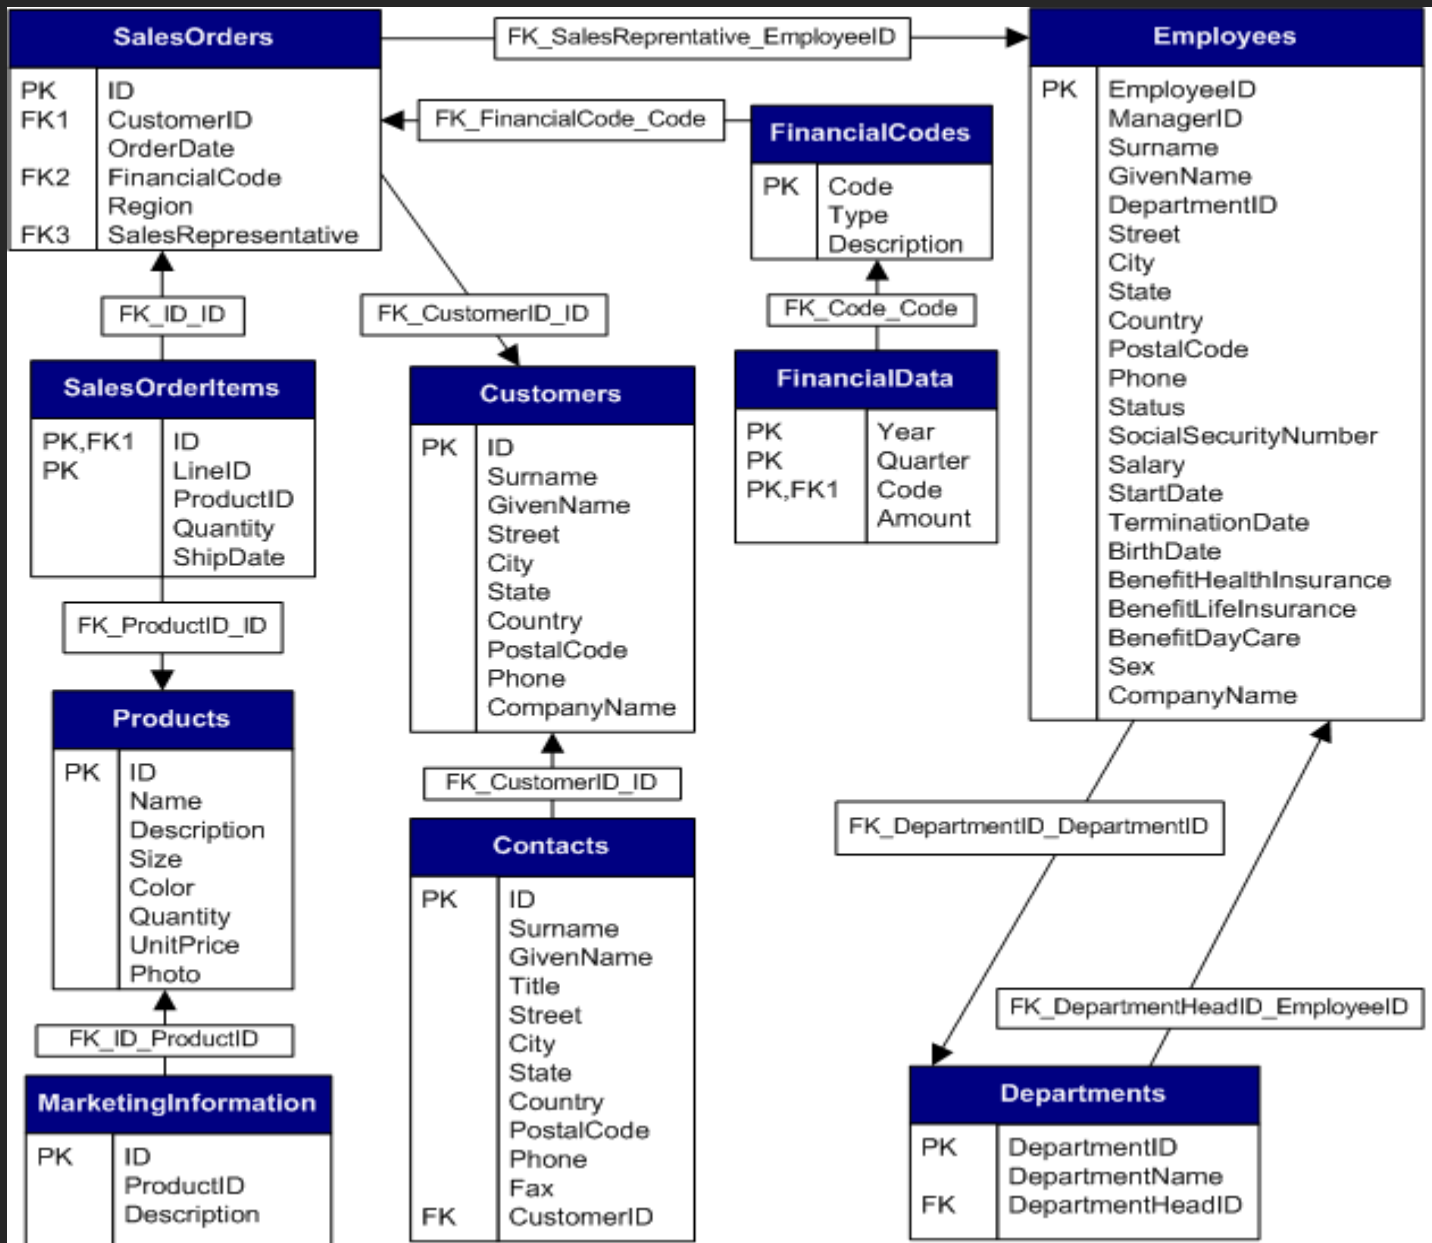 SalesOrders
PK ID
FK1 CustomerID
OrderDate
FK2 FinancialCode
Region
FK3 SalesRepresentative
FK_SalesReprentative_EmployeeID
FK_FinancialCode_Code
FinancialCodes
PK Code
Type
Description
Employees
PK EmployeeID
ManagerID
Surname
GivenName
DepartmentID
Street
City
State
Country
PostalCode
Phone
Status
SocialSecurityNumber
Salary
StartDate
TerminationDate
BirthDate
BenefitHealthInsurance
BenefitLifeInsurance
BenefitDayCare
Sex
CompanyName
FK_ID_ID
FK_CustomerID_ID
FK_Code_Code
SalesOrderItems
PK,FK1 ID
PK LineID
ProductID
Quantity
ShipDate
Customers
PK ID
Surname
GivenName
Street
City
State
Country
PostalCode
Phone
CompanyName
FinancialData
PK Year
PK Quarter
PK,FK1 Code
Amount
FK_ProductID_ID
Products
PK ID
Name
Description
Size
Color
Quantity
UnitPrice
Photo
FK_CustomerID_ID
Contacts
PK ID
Surname
GivenName
Title
Street
City
State
Country
PostalCode
Phone
Fax
FK CustomerID
FK_DepartmentID_DepartmentID
FK_DepartmentHeadID_EmployeeID
FK_ID_ProductID
MarketingInformation
PK ID
ProductID
Description
Departments
PK DepartmentID
DepartmentName
FK DepartmentHeadID